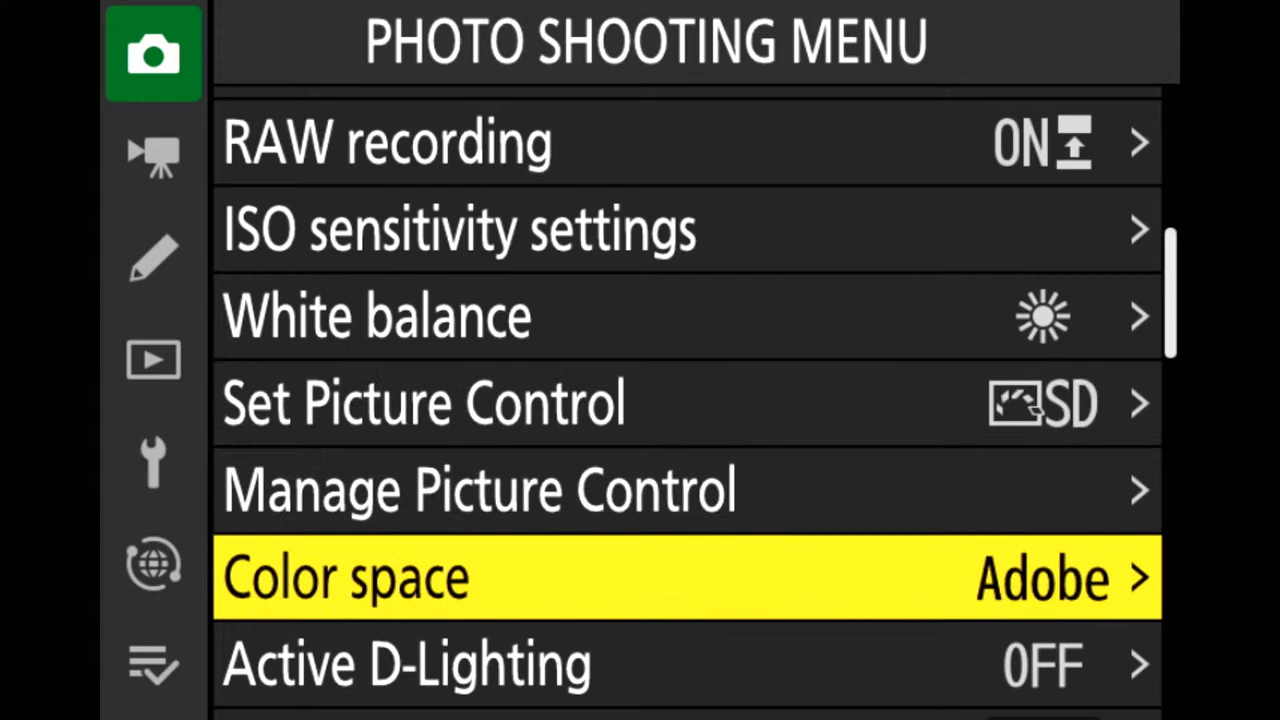 PHOTO SHOOTING MENU
RAW recording ON >
ISO sensitivity settings >
White balance >
Set Picture Control SD >
Manage Picture Control >
Color space Adobe >
Active D-Lighting OFF >